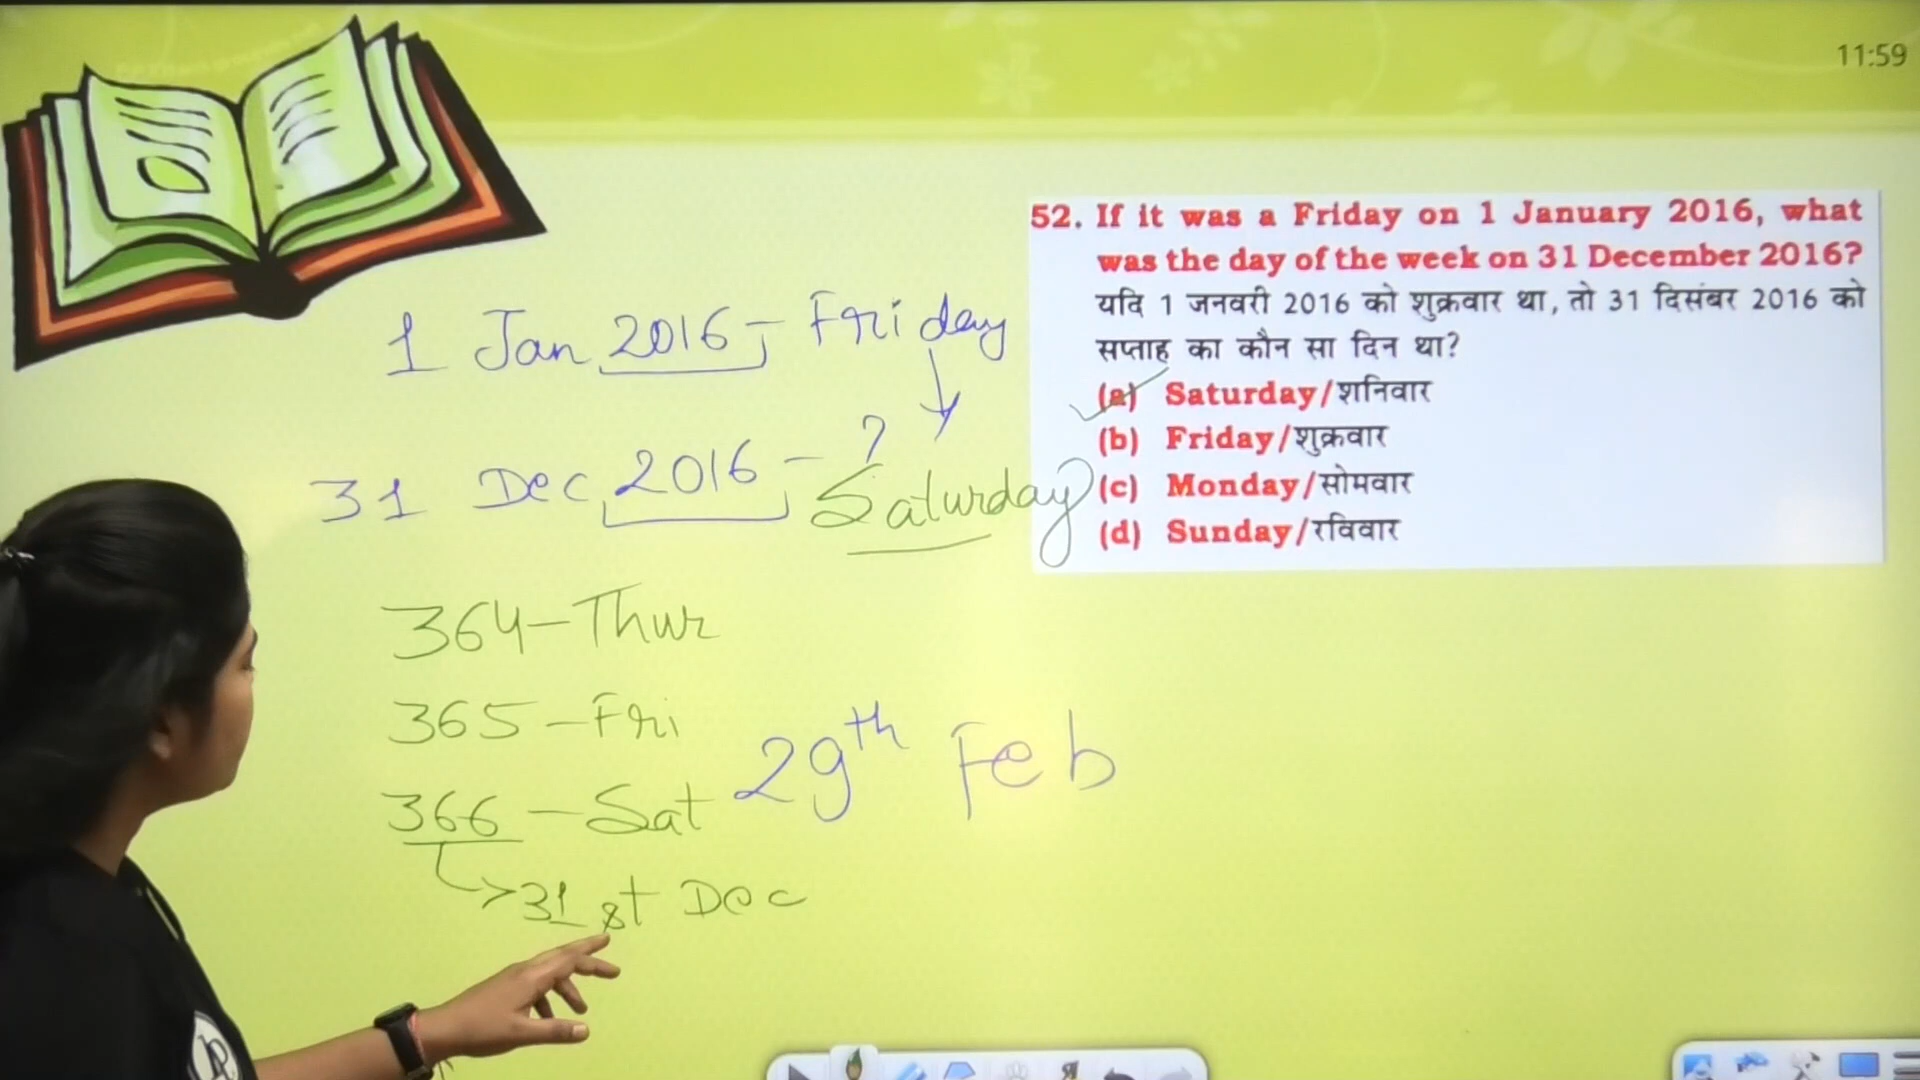 11:59
52. If it was a Friday on 1 January 2016, what
was the day of the week on 31 December 2016?
यदि 1 जनवरी 2016 को शुक्रवार था, तो 31 दिसंबर 2016 को
सप्ताह का कौन सा दिन था?
(a) Saturday/शनिवार
(b) Friday/शुक्रवार
(c) Monday/सोमवार
(d) Sunday/रविवार
1 Jan 2016 - Friday
31 Dec 2016 - ?
Saturday
364 - Thur
365 - Fri
366 - Sat
29th Feb
31st Dec